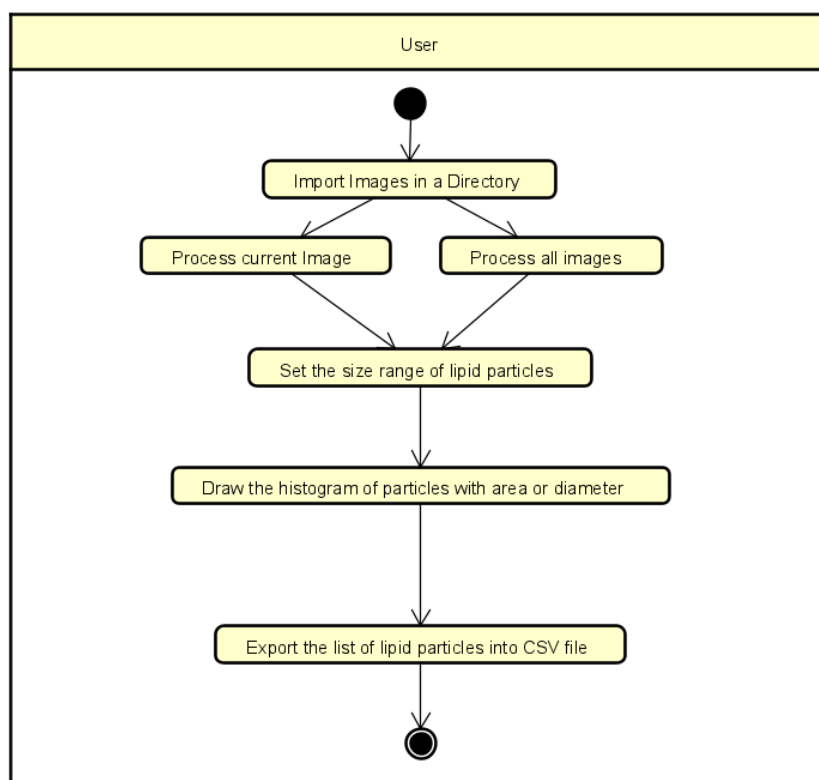 User
Import Images in a Directory
Process current Image
Process all images
Set the size range of lipid particles
Draw the histogram of particles with area or diameter
Export the list of lipid particles into CSV file